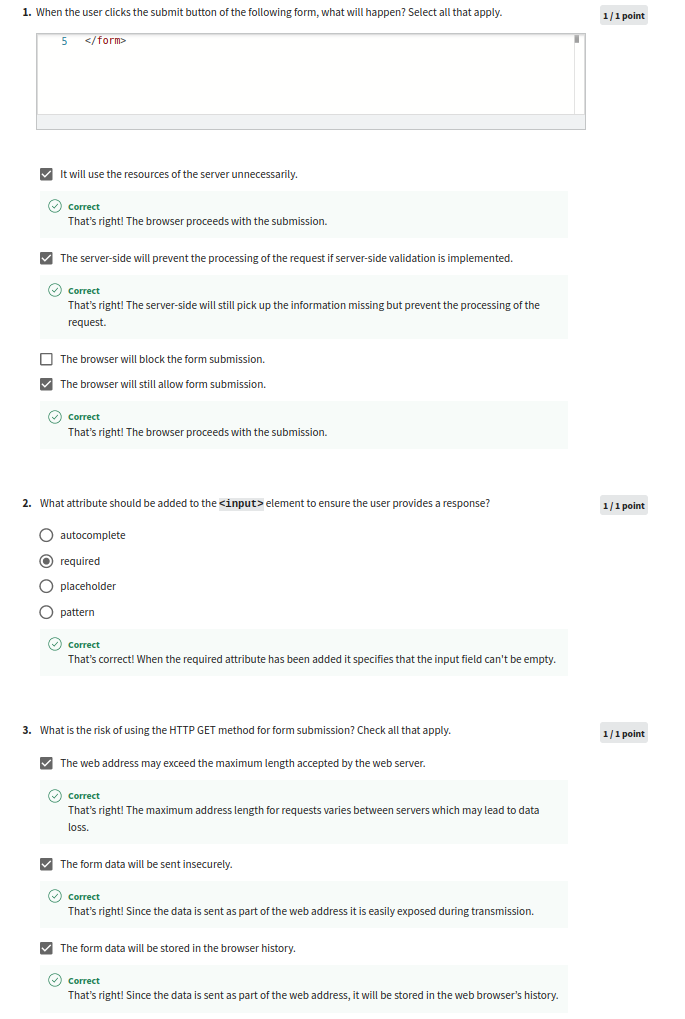 1. When the user clicks the submit button of the following form, what will happen? Select all that apply.
1 / 1 point
5 </form>
It will use the resources of the server unnecessarily.
Correct
That's right! The browser proceeds with the submission.
The server-side will prevent the processing of the request if server-side validation is implemented.
Correct
That's right! The server-side will still pick up the information missing but prevent the processing of the
request.
The browser will block the form submission.
The browser will still allow form submission.
Correct
That's right! The browser proceeds with the submission.
2. What attribute should be added to the <input> element to ensure the user provides a response?
1 / 1 point
autocomplete
required
placeholder
pattern
Correct
That's correct! When the required attribute has been added it specifies that the input field can't be empty.
3. What is the risk of using the HTTP GET method for form submission? Check all that apply.
1 / 1 point
The web address may exceed the maximum length accepted by the web server.
Correct
That's right! The maximum address length for requests varies between servers which may lead to data
loss.
The form data will be sent insecurely.
Correct
That's right! Since the data is sent as part of the web address it is easily exposed during transmission.
The form data will be stored in the browser history.
Correct
That's right! Since the data is sent as part of the web address, it will be stored in the web browser's history.